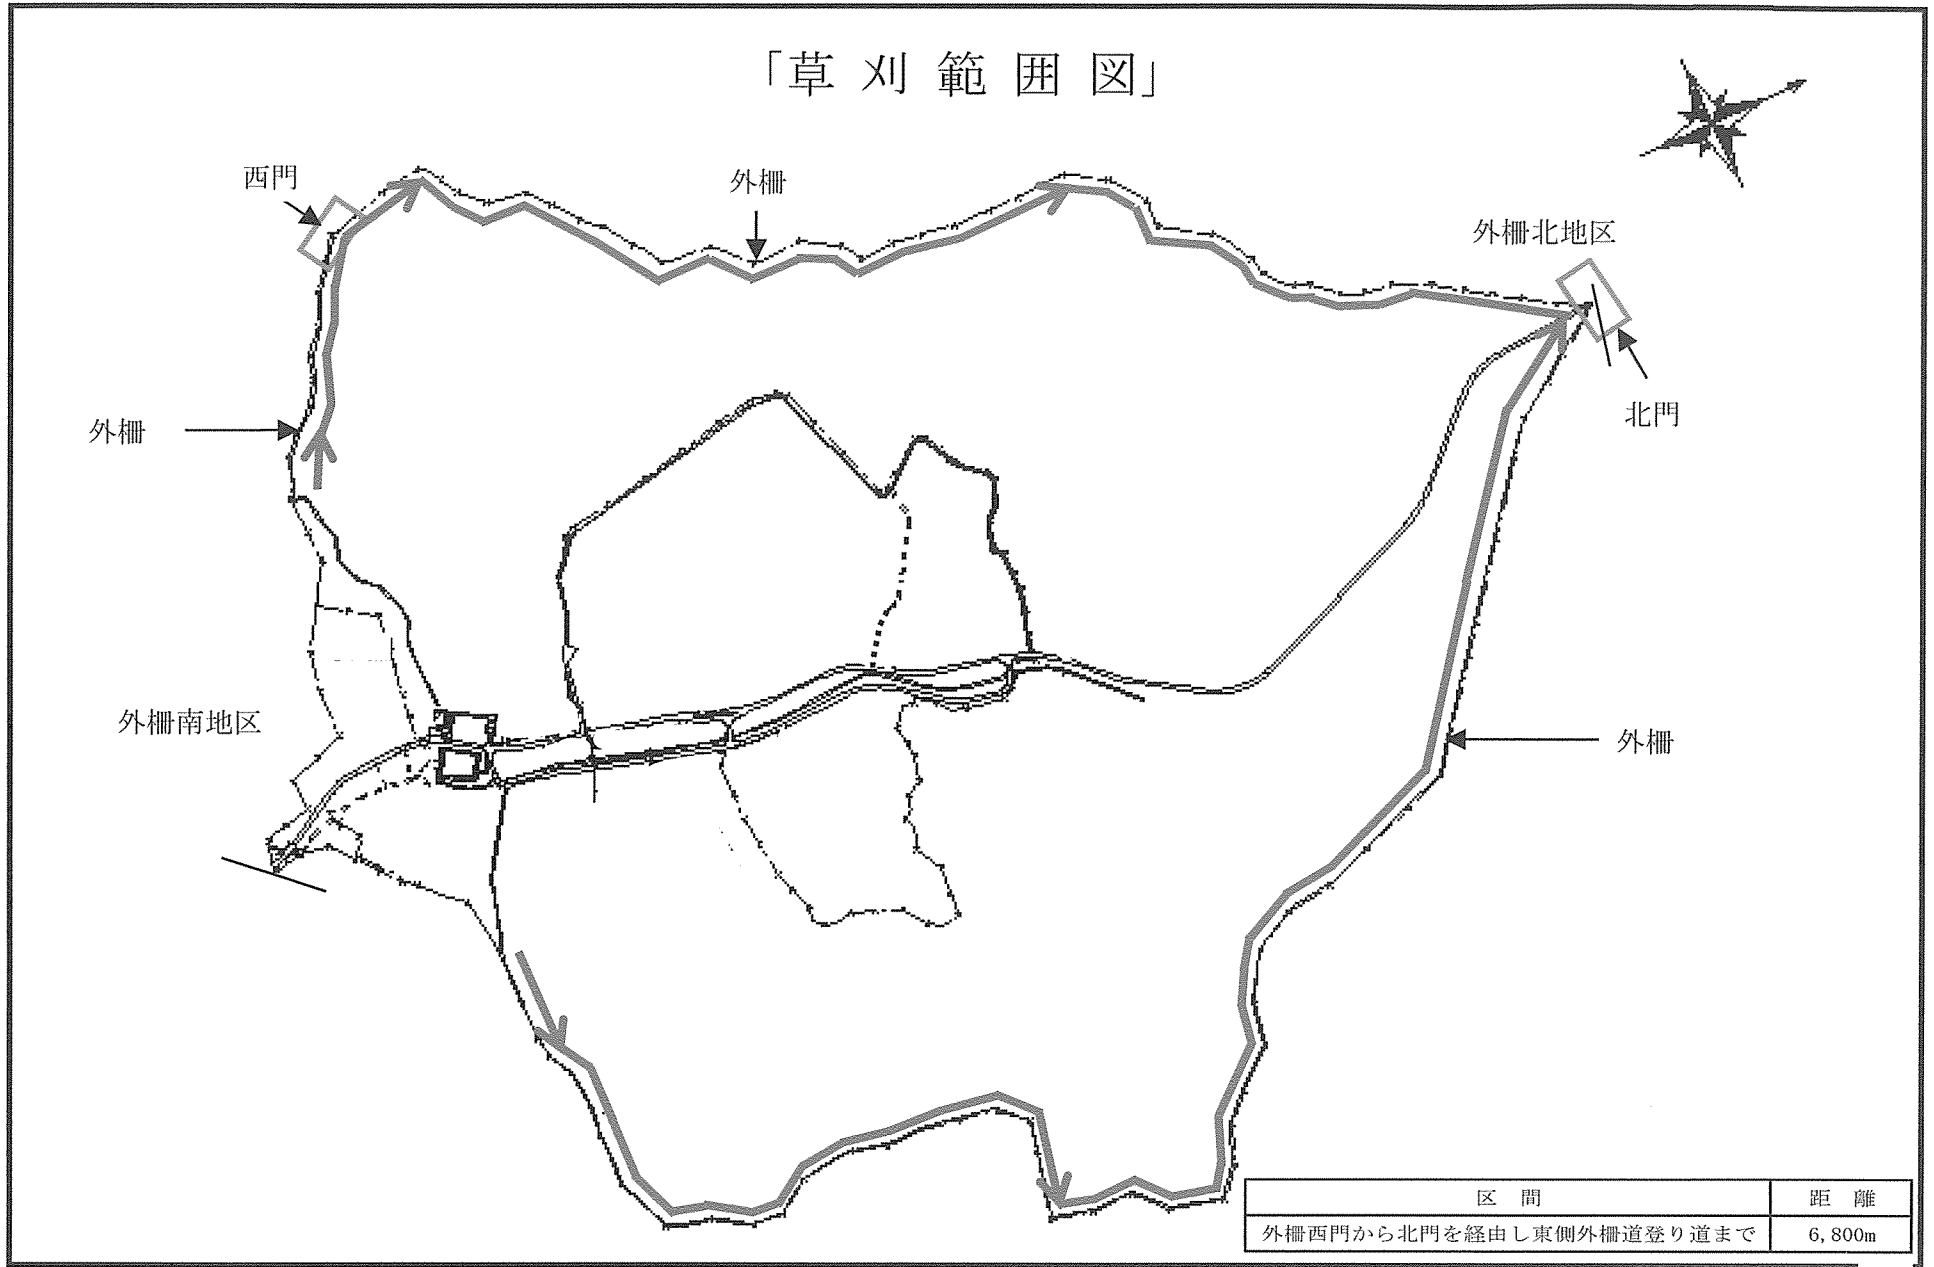 「草刈範囲図」
西門
外柵
外柵北地区
北門
外柵
外柵南地区
外柵
区間 距離
外柵西門から北門を経由し東側外柵道登り道まで 6,800m